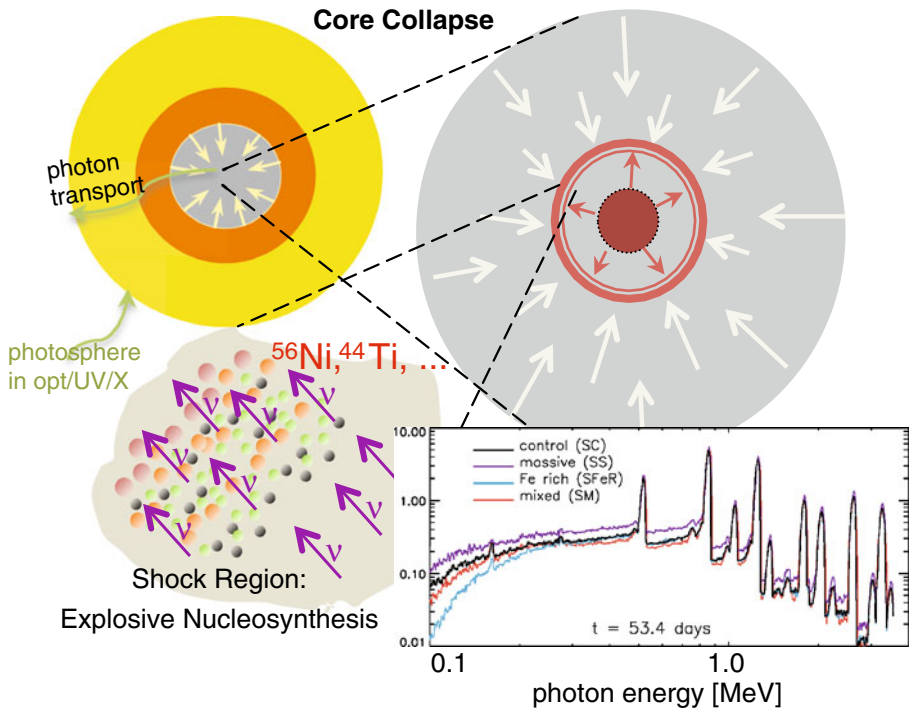 Core Collapse
photon
transport
photosphere
in opt/UV/X
⁵⁶Ni,⁴⁴Ti, ...
ν
ν
ν
ν
ν
ν
ν
ν
ν
Shock Region:
Explosive Nucleosynthesis
10.00
1.00
0.10
0.01
control (SC)
massive (SS)
Fe rich (SFeR)
mixed (SM)
t = 53.4 days
0.1
1.0
photon energy [MeV]